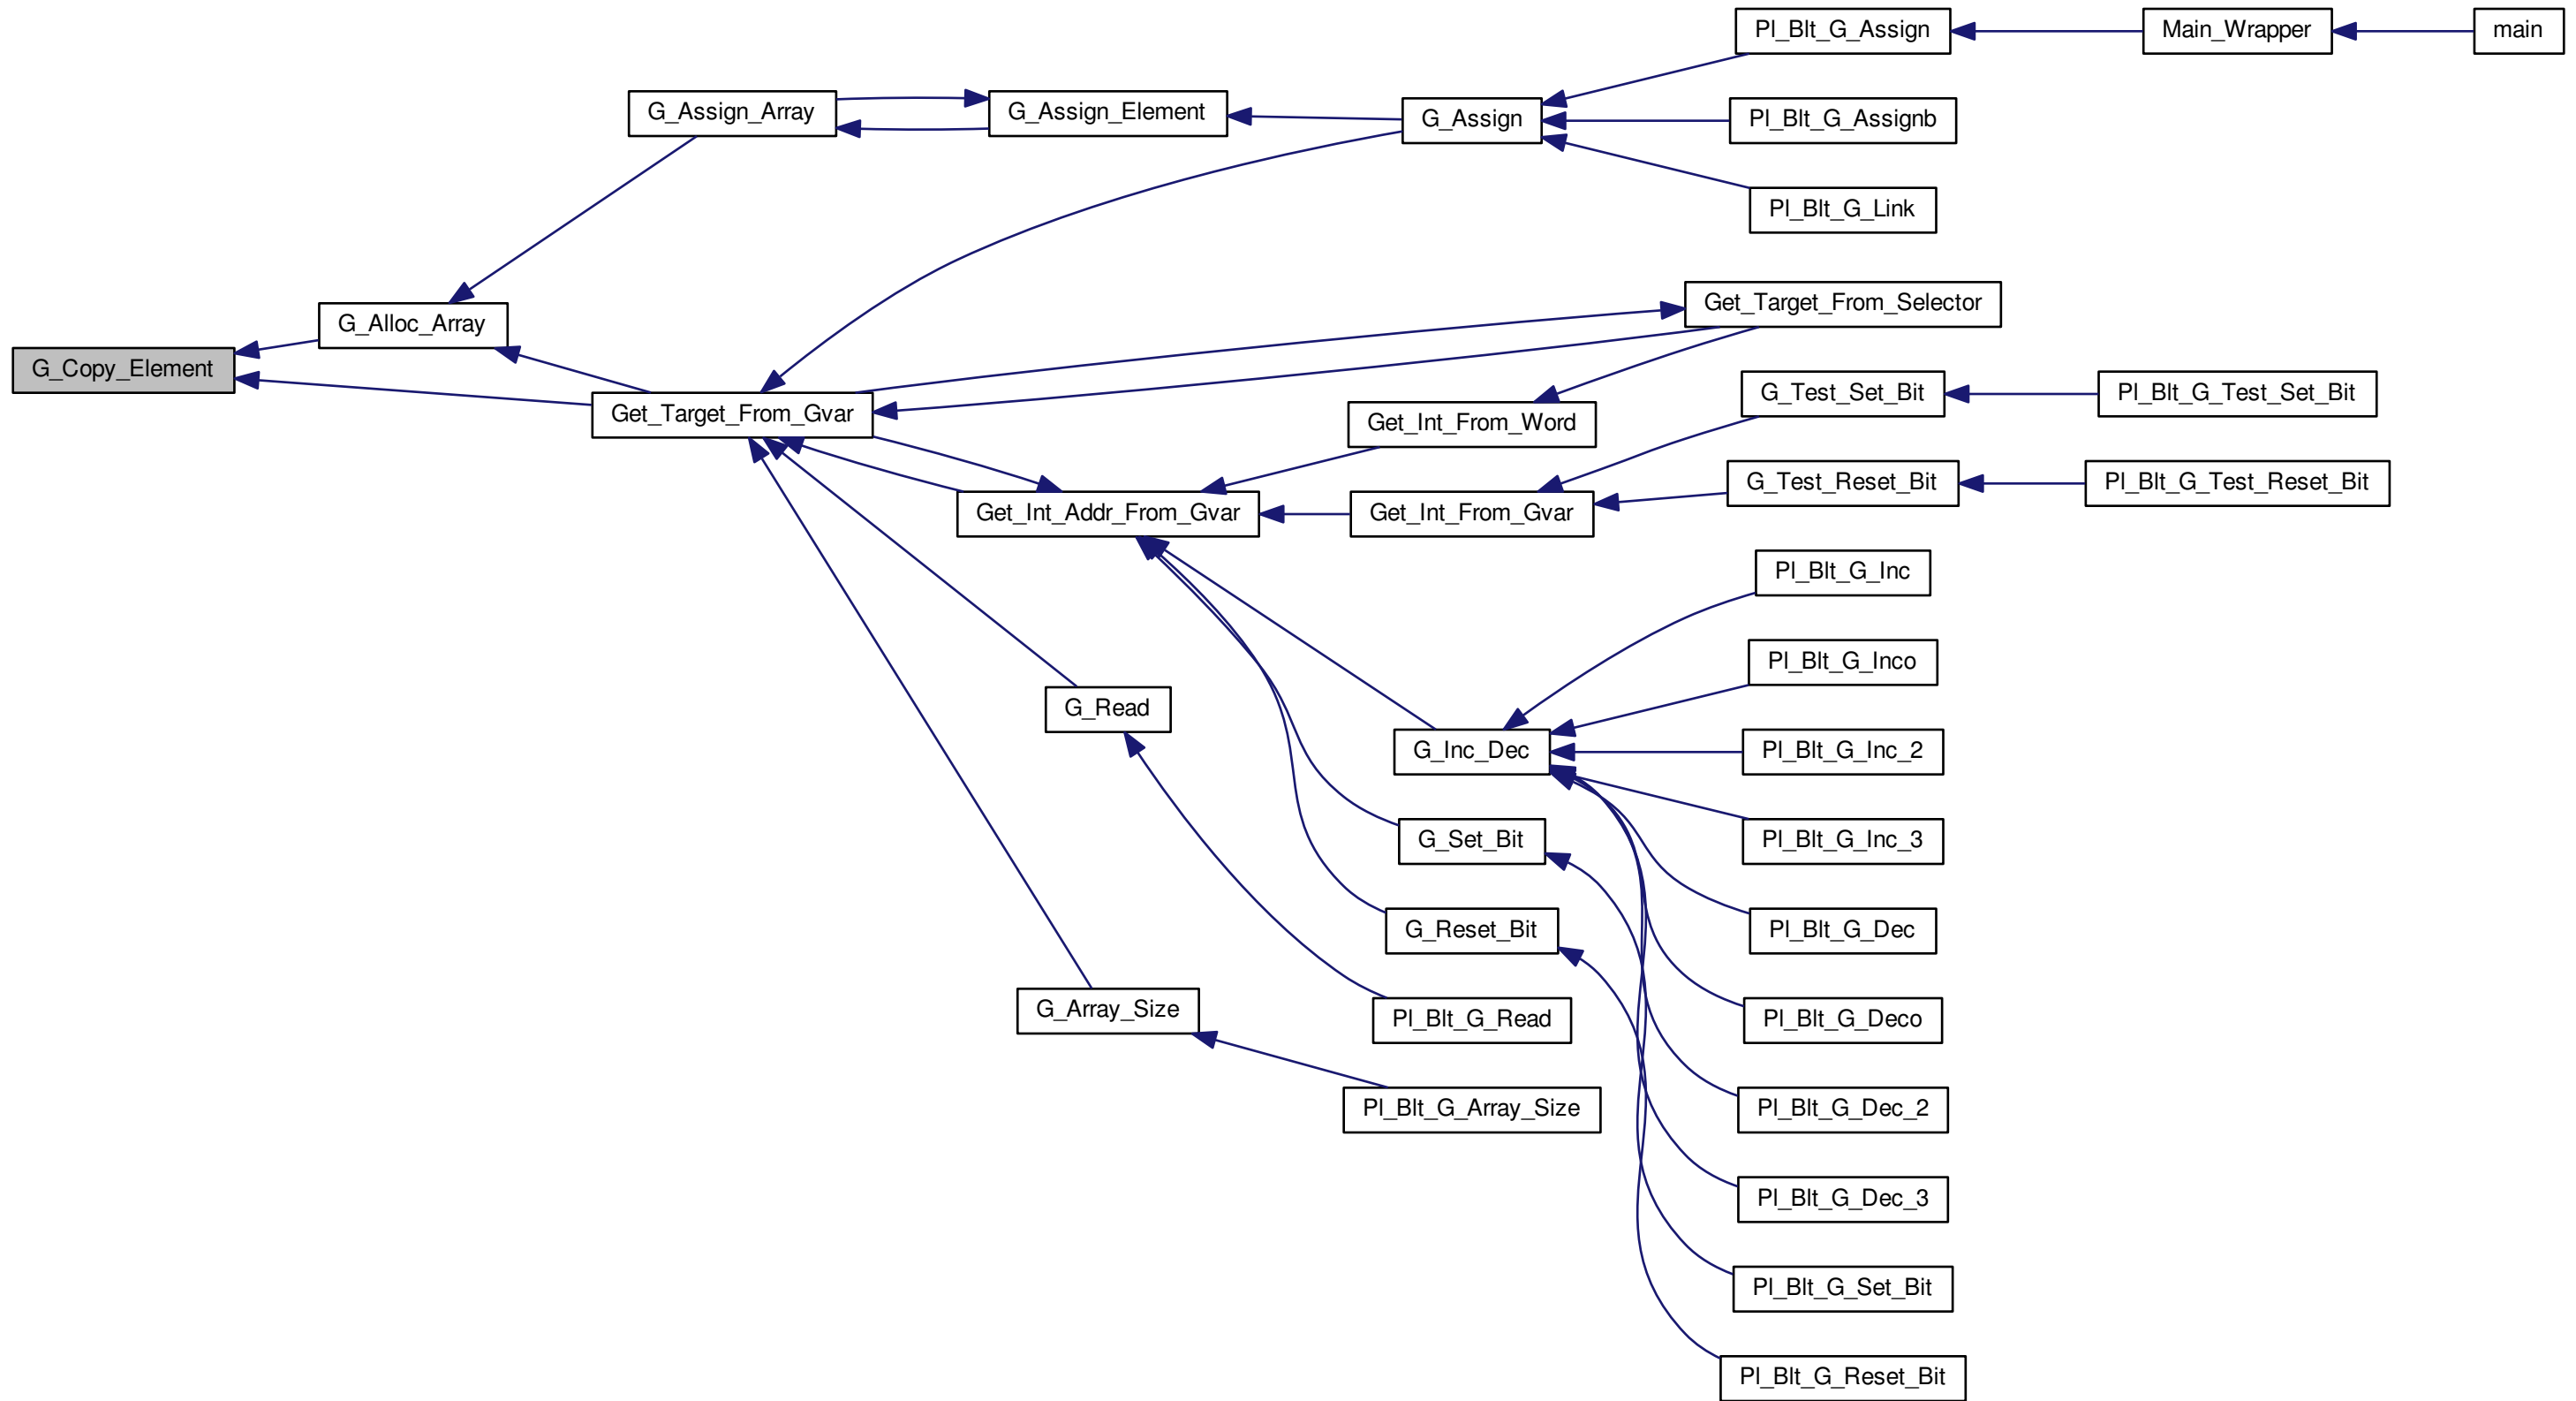 Pl_Blt_G_Assign
Main_Wrapper
main
G_Assign_Array
G_Assign_Element
G_Assign
Pl_Blt_G_Assignb
Pl_Blt_G_Link
G_Alloc_Array
Get_Target_From_Selector
G_Copy_Element
Get_Target_From_Gvar
Get_Int_From_Word
G_Test_Set_Bit
Pl_Blt_G_Test_Set_Bit
Get_Int_Addr_From_Gvar
Get_Int_From_Gvar
G_Test_Reset_Bit
Pl_Blt_G_Test_Reset_Bit
Pl_Blt_G_Inc
Pl_Blt_G_Inco
G_Read
G_Inc_Dec
Pl_Blt_G_Inc_2
G_Set_Bit
Pl_Blt_G_Inc_3
G_Reset_Bit
Pl_Blt_G_Dec
G_Array_Size
Pl_Blt_G_Read
Pl_Blt_G_Deco
Pl_Blt_G_Array_Size
Pl_Blt_G_Dec_2
Pl_Blt_G_Dec_3
Pl_Blt_G_Set_Bit
Pl_Blt_G_Reset_Bit